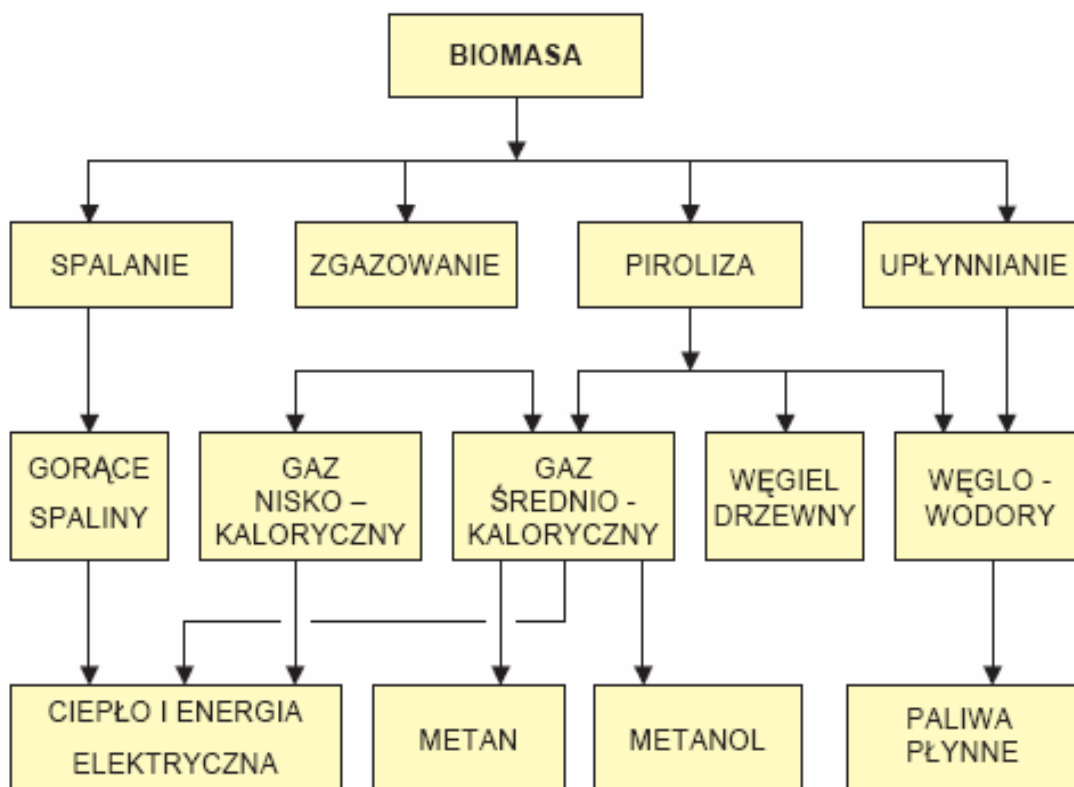 BIOMASA
SPALANIE
ZGAZOWANIE
PIROLIZA
UPŁYNNIANIE
GORĄCE
SPALINY
GAZ
NISKO –
KALORYCZNY
GAZ
ŚREDNIO -
KALORYCZNY
WĘGIEL
DRZEWNY
WĘGLO -
WODORY
CIEPŁO I ENERGIA
ELEKTRYCZNA
METAN
METANOL
PALIWA
PŁYNNE